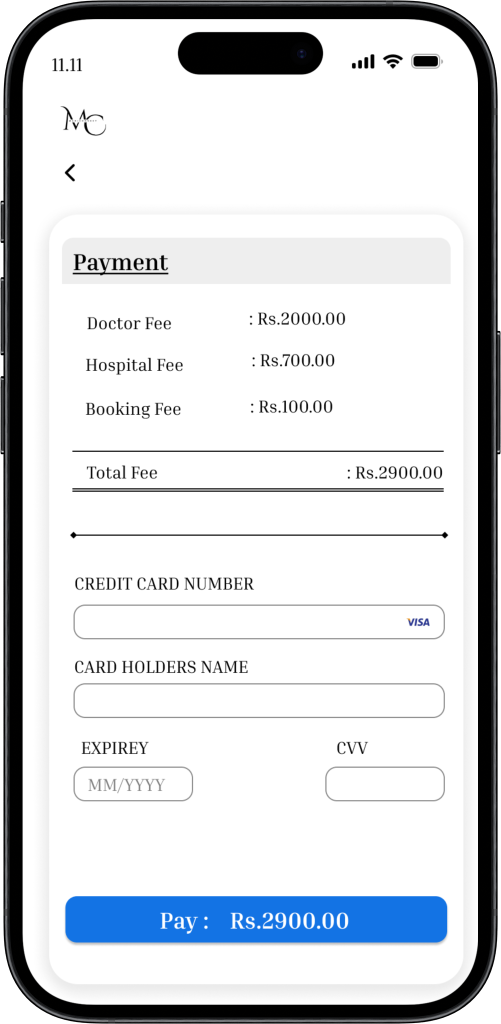 11.11
MC
Payment
Doctor Fee : Rs.2000.00
Hospital Fee : Rs.700.00
Booking Fee : Rs.100.00
Total Fee : Rs.2900.00
CREDIT CARD NUMBER
VISA
CARD HOLDERS NAME
EXPIREY CVV
MM/YYYY
Pay : Rs.2900.00